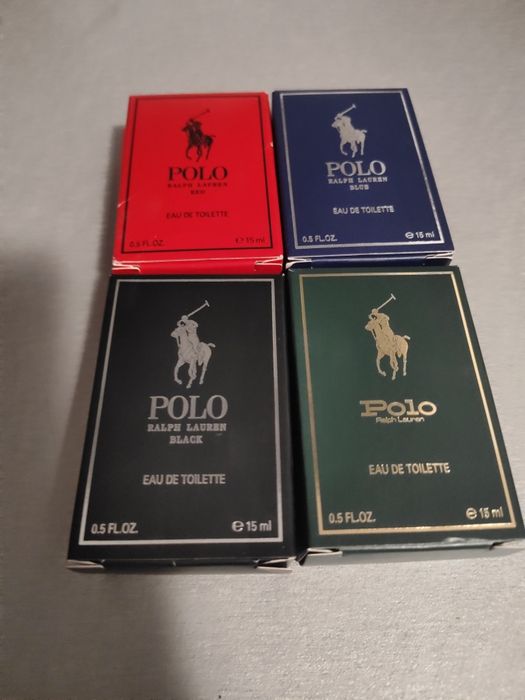 POLO
RALPH LAUREN
RED
EAU DE TOILETTE
0.5 FL.OZ. e 15 ml
POLO
RALPH LAUREN
BLUE
EAU DE TOILETTE
0.5 FL.OZ. e 15 ml
POLO
RALPH LAUREN
BLACK
EAU DE TOILETTE
0.5 FL.OZ. e 15 ml
Polo
Ralph Lauren
EAU DE TOILETTE
0.5 FL.OZ. e 15 ml